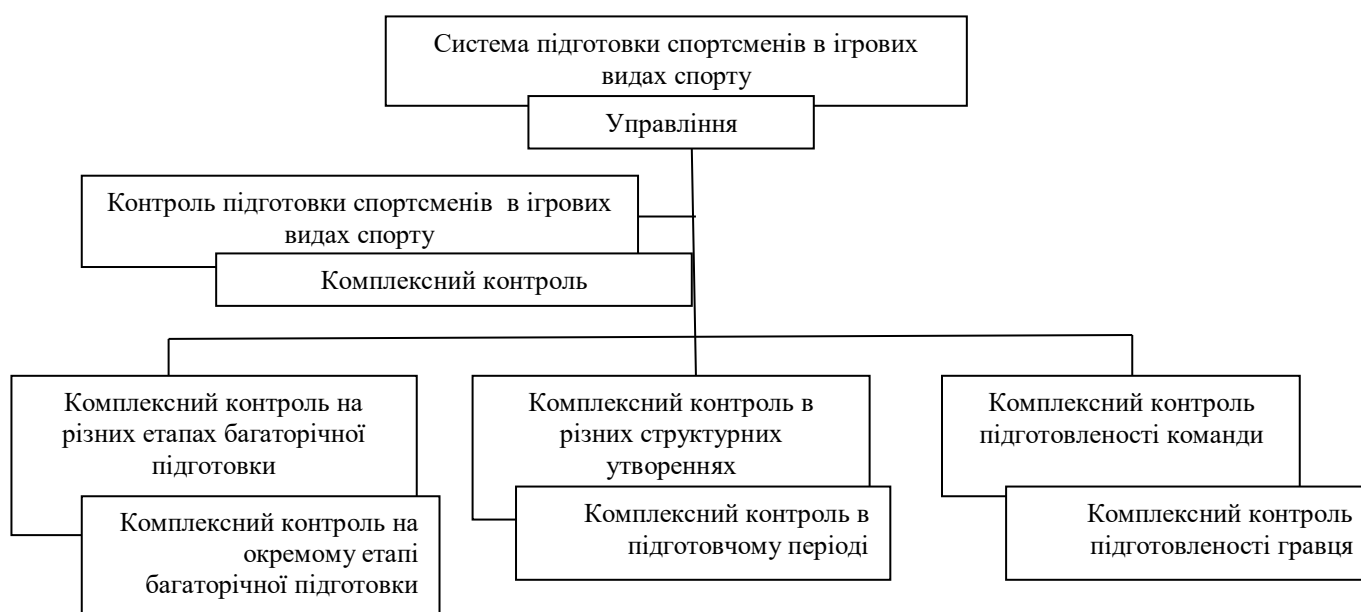 Система підготовки спортсменів в ігрових
видах спорту
Управління
Контроль підготовки спортсменів в ігрових
видах спорту
Комплексний контроль
Комплексний контроль на
різних етапах багаторічної
підготовки
Комплексний контроль на
окремому етапі
багаторічної підготовки
Комплексний контроль в
різних структурних
утвореннях
Комплексний контроль в
підготовчому періоді
Комплексний контроль
підготовленості команди
Комплексний контроль
підготовленості гравця